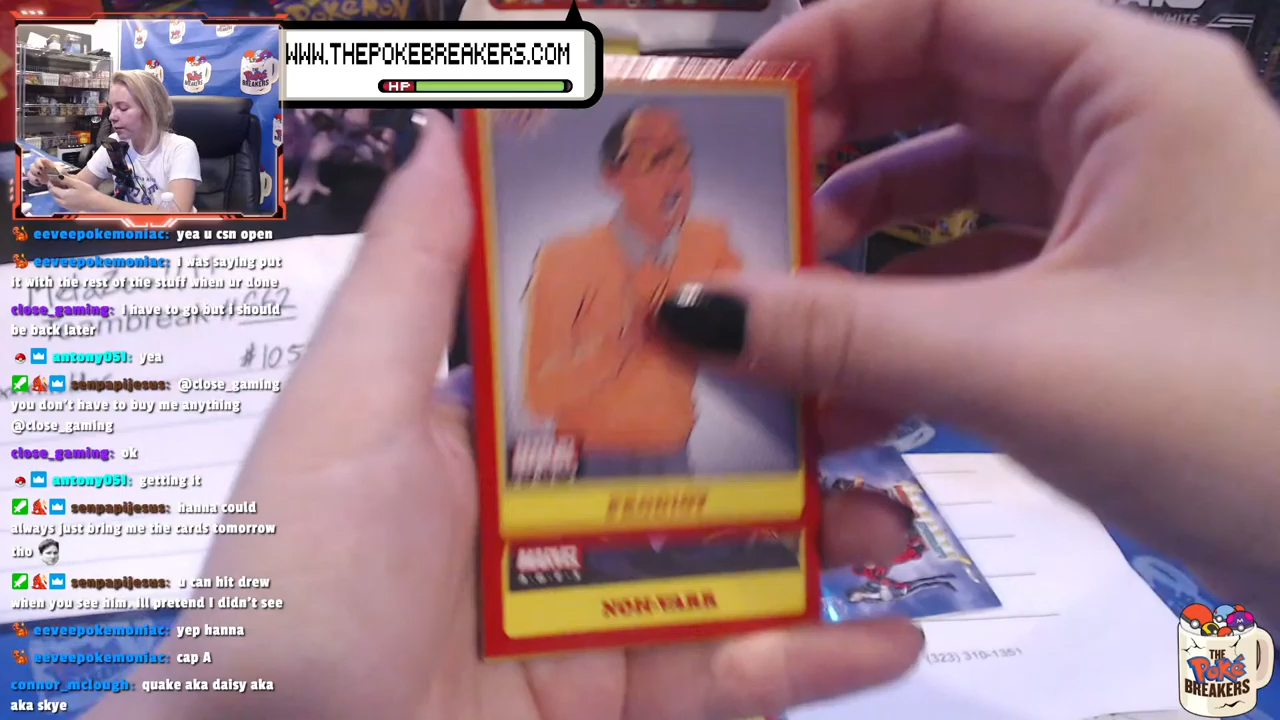 WWW.THEPOKEBREAKERS.COM
HP
eeveepokemoniac: yea u csn open
eeveepokemoniac: I was saying put
it with the rest of the stuff when ur done
close_gaming: I have to go but I should
be back later
antony051: yea
senpapijesus: @close_gaming
you don't have to buy me anything
@close_gaming
close_gaming: ok
antony051: getting it
senpapijesus: hanna could
always just bring me the cards tomorrow
tho
senpapijesus: u can hit drew
when you see him. Ill pretend I didn't see
eeveepokemoniac: yep hanna
eeveepokemoniac: cap A
connor_mclough: quake aka daisy aka
aka skye
$105
MARVEL
NON-VARR
(323) 310-1351
THE
Poké
BREAKERS